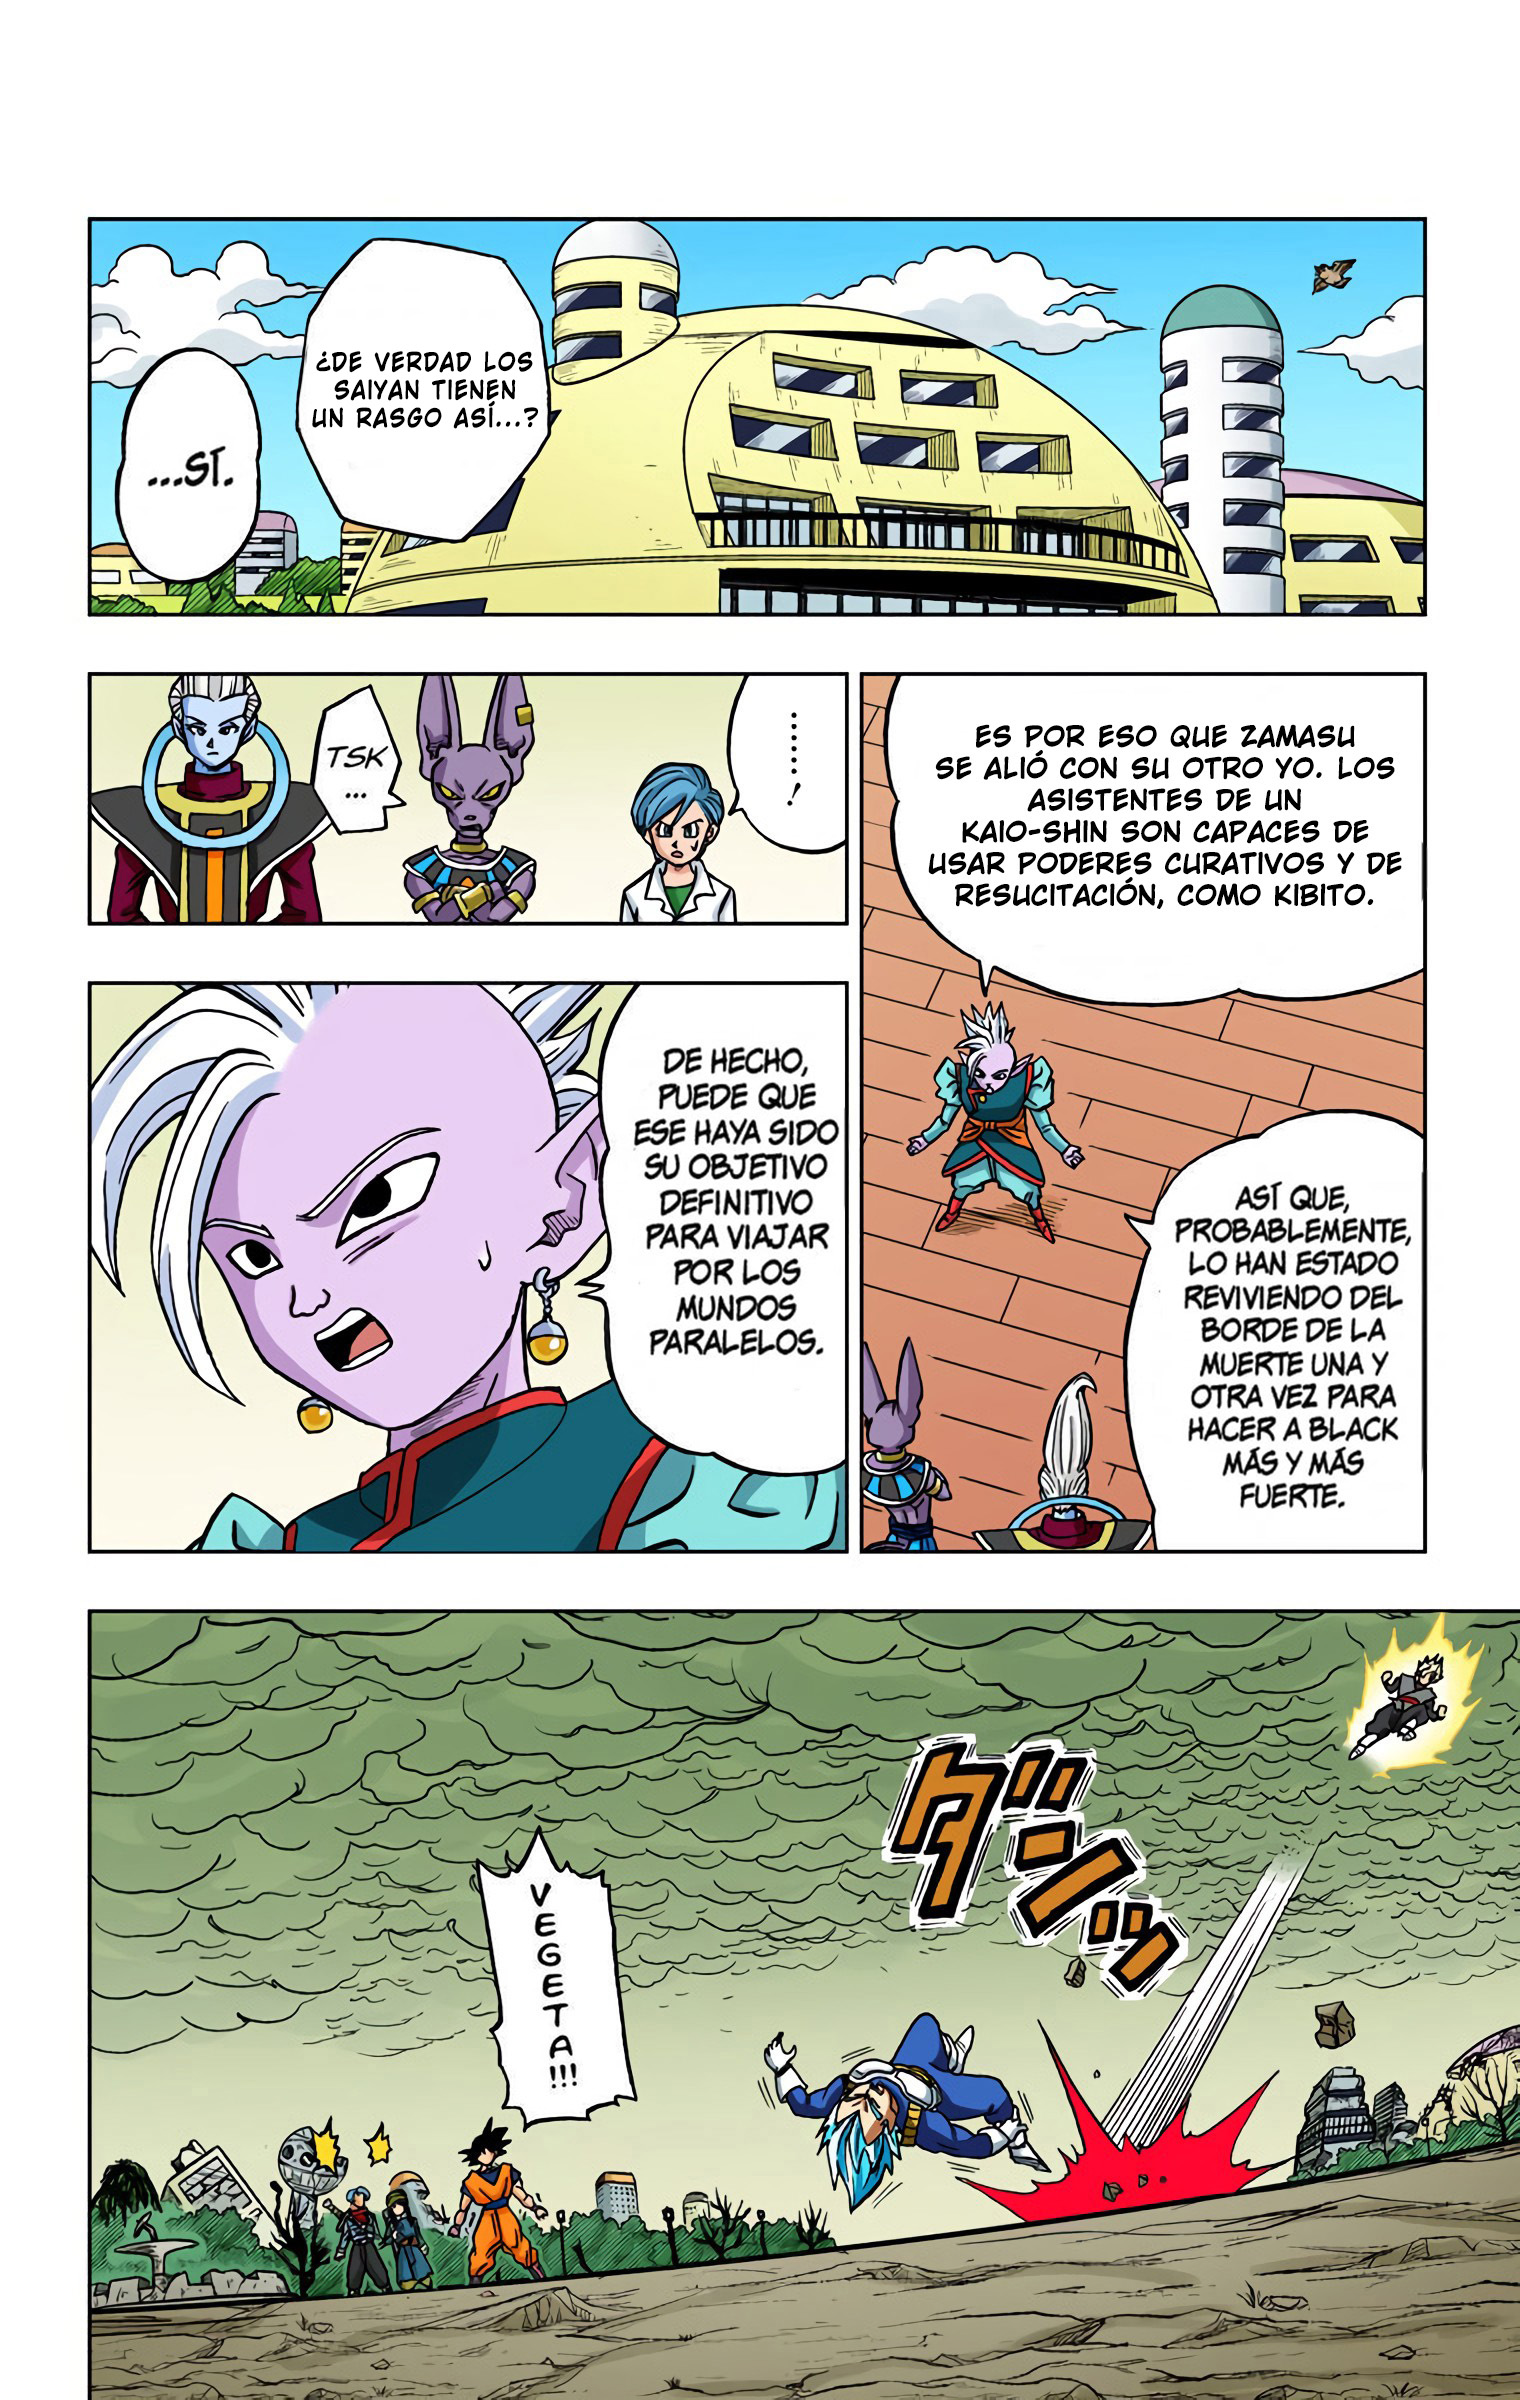 ¿DE VERDAD LOS
SAIYAN TIENEN
UN RASGO ASÍ...?
...SÍ.
ES POR ESO QUE ZAMASU
SE ALIÓ CON SU OTRO YO. LOS
ASISTENTES DE UN
KAIO-SHIN SON CAPACES DE
USAR PODERES CURATIVOS Y DE
RESUCITACIÓN, COMO KIBITO.
ASÍ QUE,
PROBABLEMENTE,
LO HAN ESTADO
REVIVIENDO DEL
BORDE DE LA
MUERTE UNA Y
OTRA VEZ PARA
HACER A BLACK
MÁS Y MÁS
FUERTE.
......!
TSK
...
DE HECHO,
PUEDE QUE
ESE HAYA SIDO
SU OBJETIVO
DEFINITIVO
PARA VIAJAR
POR LOS
MUNDOS
PARALELOS.
ダンッ
VEGETA!!!